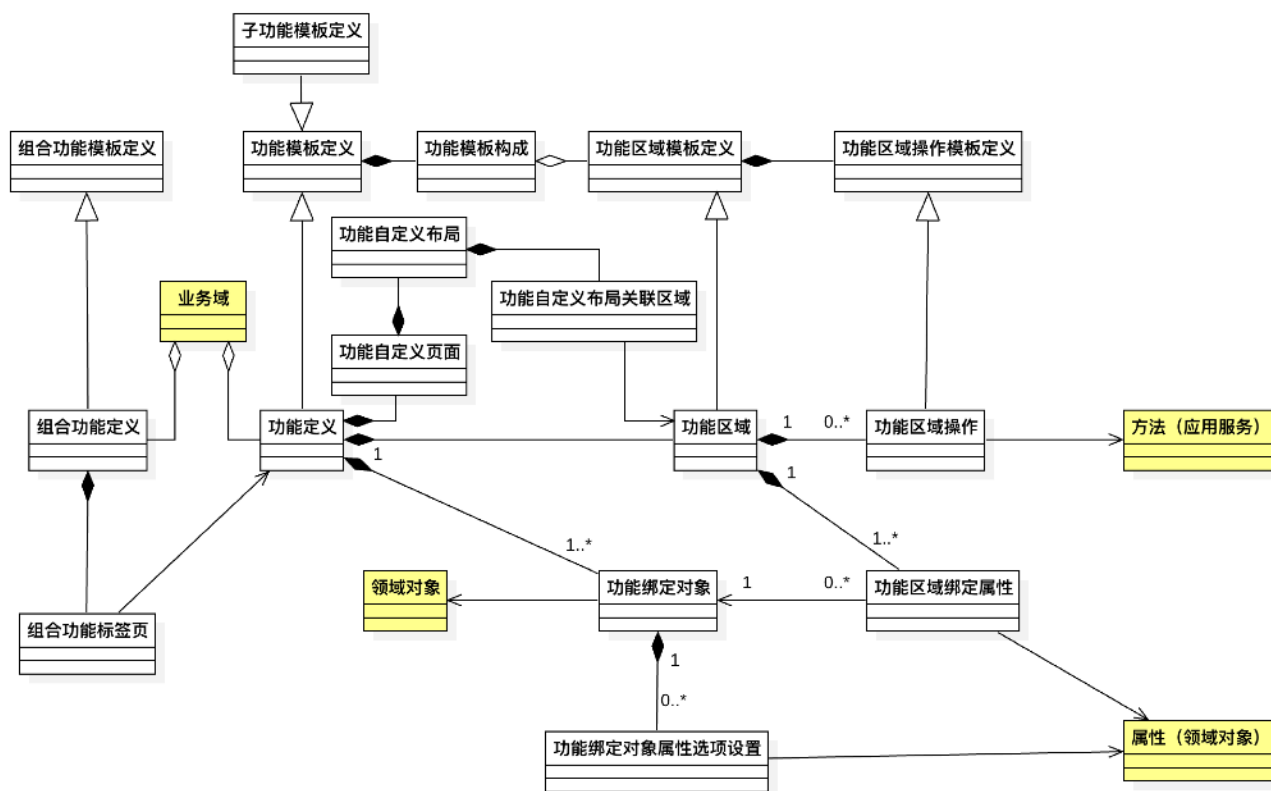 子功能模板定义
组合功能模板定义
功能模板定义
功能模板构成
功能区域模板定义
功能区域操作模板定义
功能自定义布局
业务域
功能自定义布局关联区域
功能自定义页面
组合功能定义
功能定义
1
功能区域
1
0..*
1
功能区域操作
方法（应用服务）
1..*
1..*
领域对象
功能绑定对象
1
0..*
功能区域绑定属性
组合功能标签页
1
0..*
功能绑定对象属性选项设置
属性（领域对象）